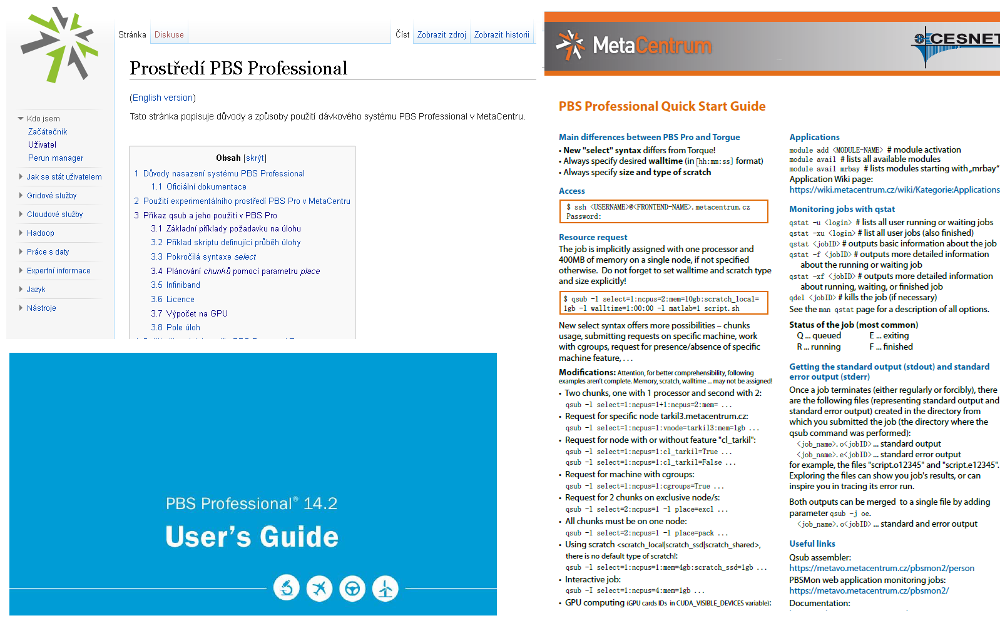 Stránka
Diskuse
Číst
Zobrazit zdroj
Zobrazit historii
Prostředí PBS Professional
(English version)
Tato stránka popisuje důvody a způsoby použití dávkového systému PBS Professional v MetaCentru.
Kdo jsem
Začátečník
Uživatel
Perun manager
Jak se stát uživatelem
Gridové služby
Cloudové služby
Hadoop
Práce s daty
Expertní informace
Jazyk
Nástroje
Obsah [skrýt]
1 Důvody nasazení systému PBS Professional
1.1 Oficiální dokumentace
2 Použití experimentálního prostředí PBS Pro v MetaCentru
3 Příkaz qsub a jeho použití v PBS Pro
3.1 Základní příklady požadavku na úlohu
3.2 Příklad skriptu definující průběh úlohy
3.3 Pokročilá syntaxe select
3.4 Plánování chunků pomocí parametru place
3.5 Infiniband
3.6 Licence
3.7 Výpočet na GPU
3.8 Pole úloh
PBS Professional® 14.2
User's Guide
MetaCentrum
CESNET
PBS Professional Quick Start Guide
Main differences between PBS Pro and Torgue
• New "select" syntax differs from Torque!
• Always specify desired walltime (in [hh:mm:ss] format)
• Always specify size and type of scratch
Access
$ ssh <USERNAME>@<FRONTEND-NAME>.metacentrum.cz
Password:
Resource request
The job is implicitly assigned with one processor and
400MB of memory on a single node, if not specified
otherwise. Do not forget to set walltime and scratch type
and size explicitly!
$ qsub -l select=1:ncpus=2:mem=10gb:scratch_local=
1gb -l walltime=1:00:00 -l matlab=1 script.sh
New select syntax offers more possibilities – chunks
usage, submitting requests on specific machine, work
with cgroups, request for presence/absence of specific
machine feature, . . .
Modifications: Attention, for better comprehensibility, following
examples aren't complete. Memory, scratch, walltime ... may not be assigned!
• Two chunks, one with 1 processor and second with 2:
qsub -l select=1:ncpus=1+1:ncpus=2:mem= ...
• Request for specific node tarkil3.metacentrum.cz:
qsub -l select=1:ncpus=1:vnode=tarkil3:mem=1gb ...
• Request for node with or without feature "cl_tarkil":
qsub -l select=1:ncpus=1:cl_tarkil=True ...
qsub -l select=1:ncpus=1:cl_tarkil=False ...
• Request for machine with cgroups:
qsub -l select=1:ncpus=1:cgroups=True ...
• Request for 2 chunks on exclusive node/s:
qsub -l select=2:ncpus=1 -l place=excl ...
• All chunks must be on one node:
qsub -l select=2:ncpus=1 -l place=pack ...
• Using scratch <scratch_local|scratch_ssd|scratch_shared>,
there is no default type of scratch!:
qsub -l select=1:ncpus=1:mem=4gb:scratch_ssd=1gb ...
• Interactive job:
qsub -I select=1:ncpus=4:mem=1gb ...
• GPU computing (GPU cards IDs in CUDA_VISIBLE_DEVICES variable):
Applications
module add <MODULE-NAME> # module activation
module avail # lists all available modules
module avail mrbay # lists modules starting with „mrbay“
Application Wiki page:
https://wiki.metacentrum.cz/wiki/Kategorie:Applications
Monitoring jobs with qstat
qstat -u <login> # lists all user running or waiting jobs
qstat -xu <login> # list all user jobs (also finished)
qstat <jobID> # outputs basic information about the job
qstat -f <jobID> # outputs more detailed information
about the running or waiting job
qstat -xf <jobID> # outputs more detailed information
about running, waiting, or finished job
qdel <jobID> # kills the job (if necessary)
See the man qstat page for a description of all options.
Status of the job (most common)
Q ... queued E ... exiting
R ... running F ... finished
Getting the standard output (stdout) and standard
error output (stderr)
Once a job terminates (either regularly or forcibly), there
are the following files (representing standard output and
standard error output) created in the directory from
which you submitted the job (the directory where the
qsub command was performed):
<job_name>.o<jobID> ... standard output
<job_name>.e<jobID> ... standard error output
for example, the files "script.o12345" and "script.e12345".
Exploring the files can show you job's results, or can
inspire you in tracing its error run.
Both outputs can be merged to a single file by adding
parameter qsub -j oe.
<job_name>.o<jobID> ... standard and error output
Useful links
Qsub assembler:
https://metavo.metacentrum.cz/pbsmon2/person
PBSMon web application monitoring jobs:
https://metavo.metacentrum.cz/pbsmon2/
Documentation: